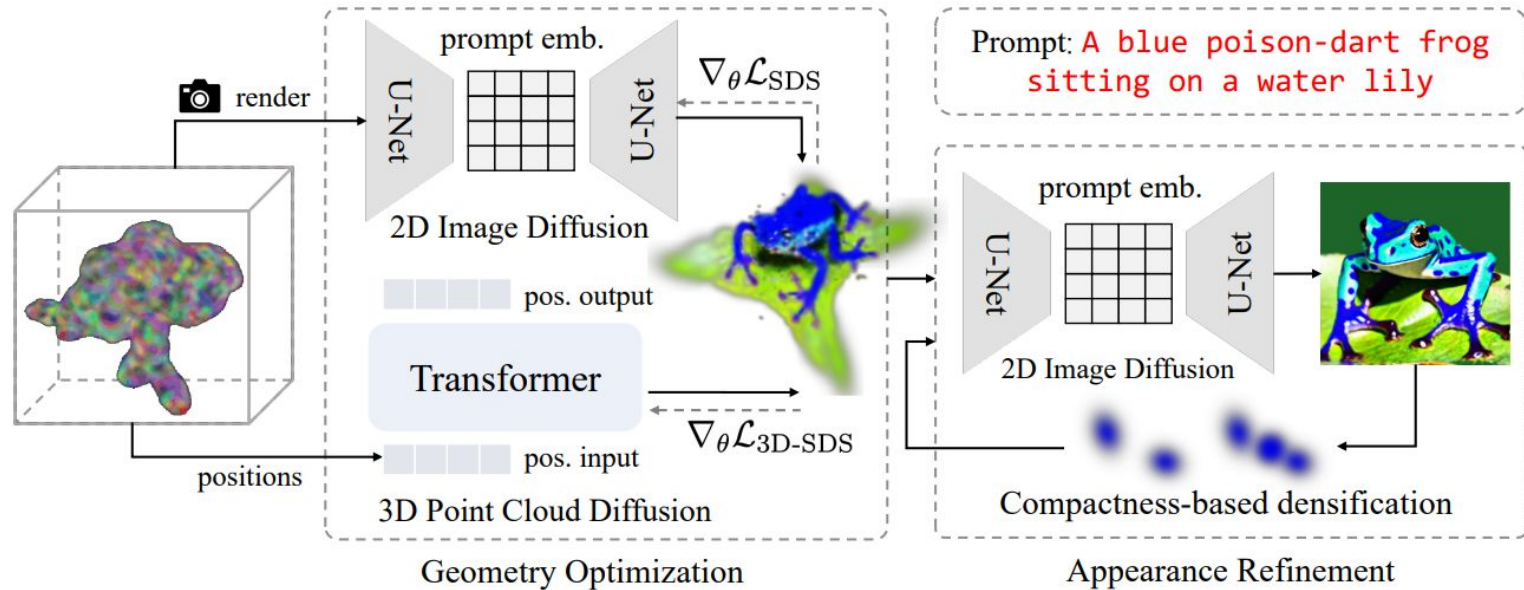 render
U-Net
prompt emb.
U-Net
2D Image Diffusion
∇θℒSDS
pos. output
Transformer
∇θℒ3D-SDS
positions
pos. input
3D Point Cloud Diffusion
Geometry Optimization
Prompt: A blue poison-dart frog
sitting on a water lily
U-Net
prompt emb.
U-Net
2D Image Diffusion
Compactness-based densification
Appearance Refinement